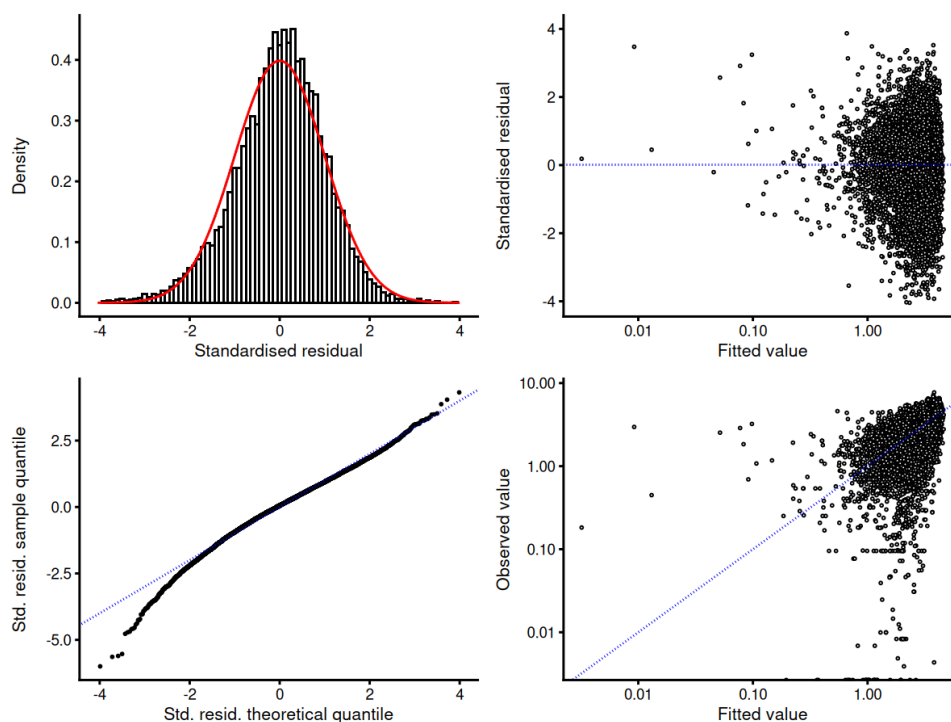 Density
0.4
0.3
0.2
0.1
0.0
-4 -2 0 2 4
Standardised residual
Standardised residual
4
2
0
-2
-4
0.01 0.10 1.00
Fitted value
Std. resid. sample quantile
2.5
0.0
-2.5
-5.0
-4 -2 0 2 4
Std. resid. theoretical quantile
Observed value
10.00
1.00
0.10
0.01
0.01 0.10 1.00
Fitted value